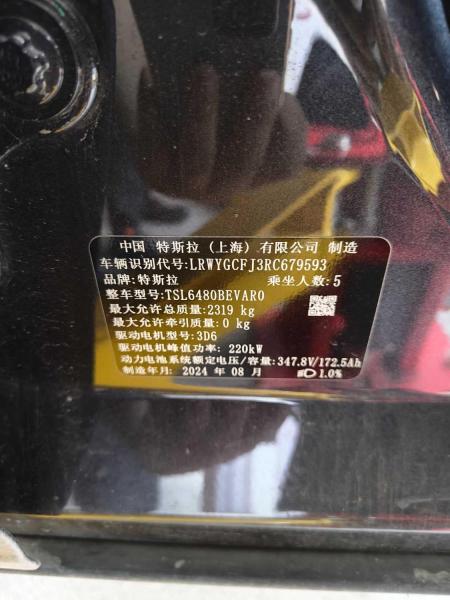 中国 特斯拉（上海）有限公司 制造
车辆识别代号:LRWYGCFJ3RC679593
品牌:特斯拉 乘坐人数:5
整车型号:TSL6480BEVAR0
最大允许总质量:2319 kg
最大允许牵引质量:0 kg
驱动电机型号:3D6
驱动电机峰值功率: 220kW
动力电池系统额定电压/容量:347.8V/172.5Ah
制造年月: 2024 年 08 月 1.0%